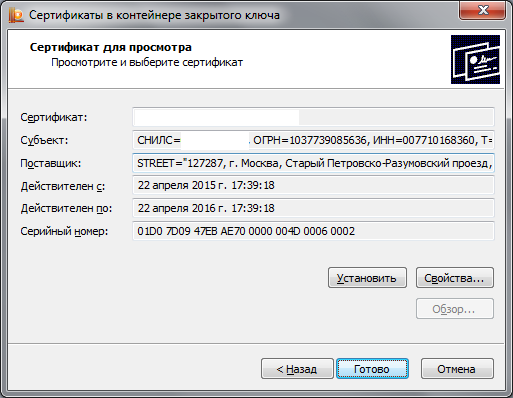 Сертификаты в контейнере закрытого ключа
Сертификат для просмотра
Просмотрите и выберите сертификат
Сертификат:
Субъект: СНИЛС= , ОГРН=1037739085636, ИНН=007710168360, T=
Поставщик: STREET="127287, г. Москва, Старый Петровско-Разумовский проезд,
Действителен с: 22 апреля 2015 г. 17:39:18
Действителен по: 22 апреля 2016 г. 17:39:18
Серийный номер: 01D0 7D09 47EB AE70 0000 004D 0006 0002
Установить Свойства...
Обзор...
< Назад Готово Отмена